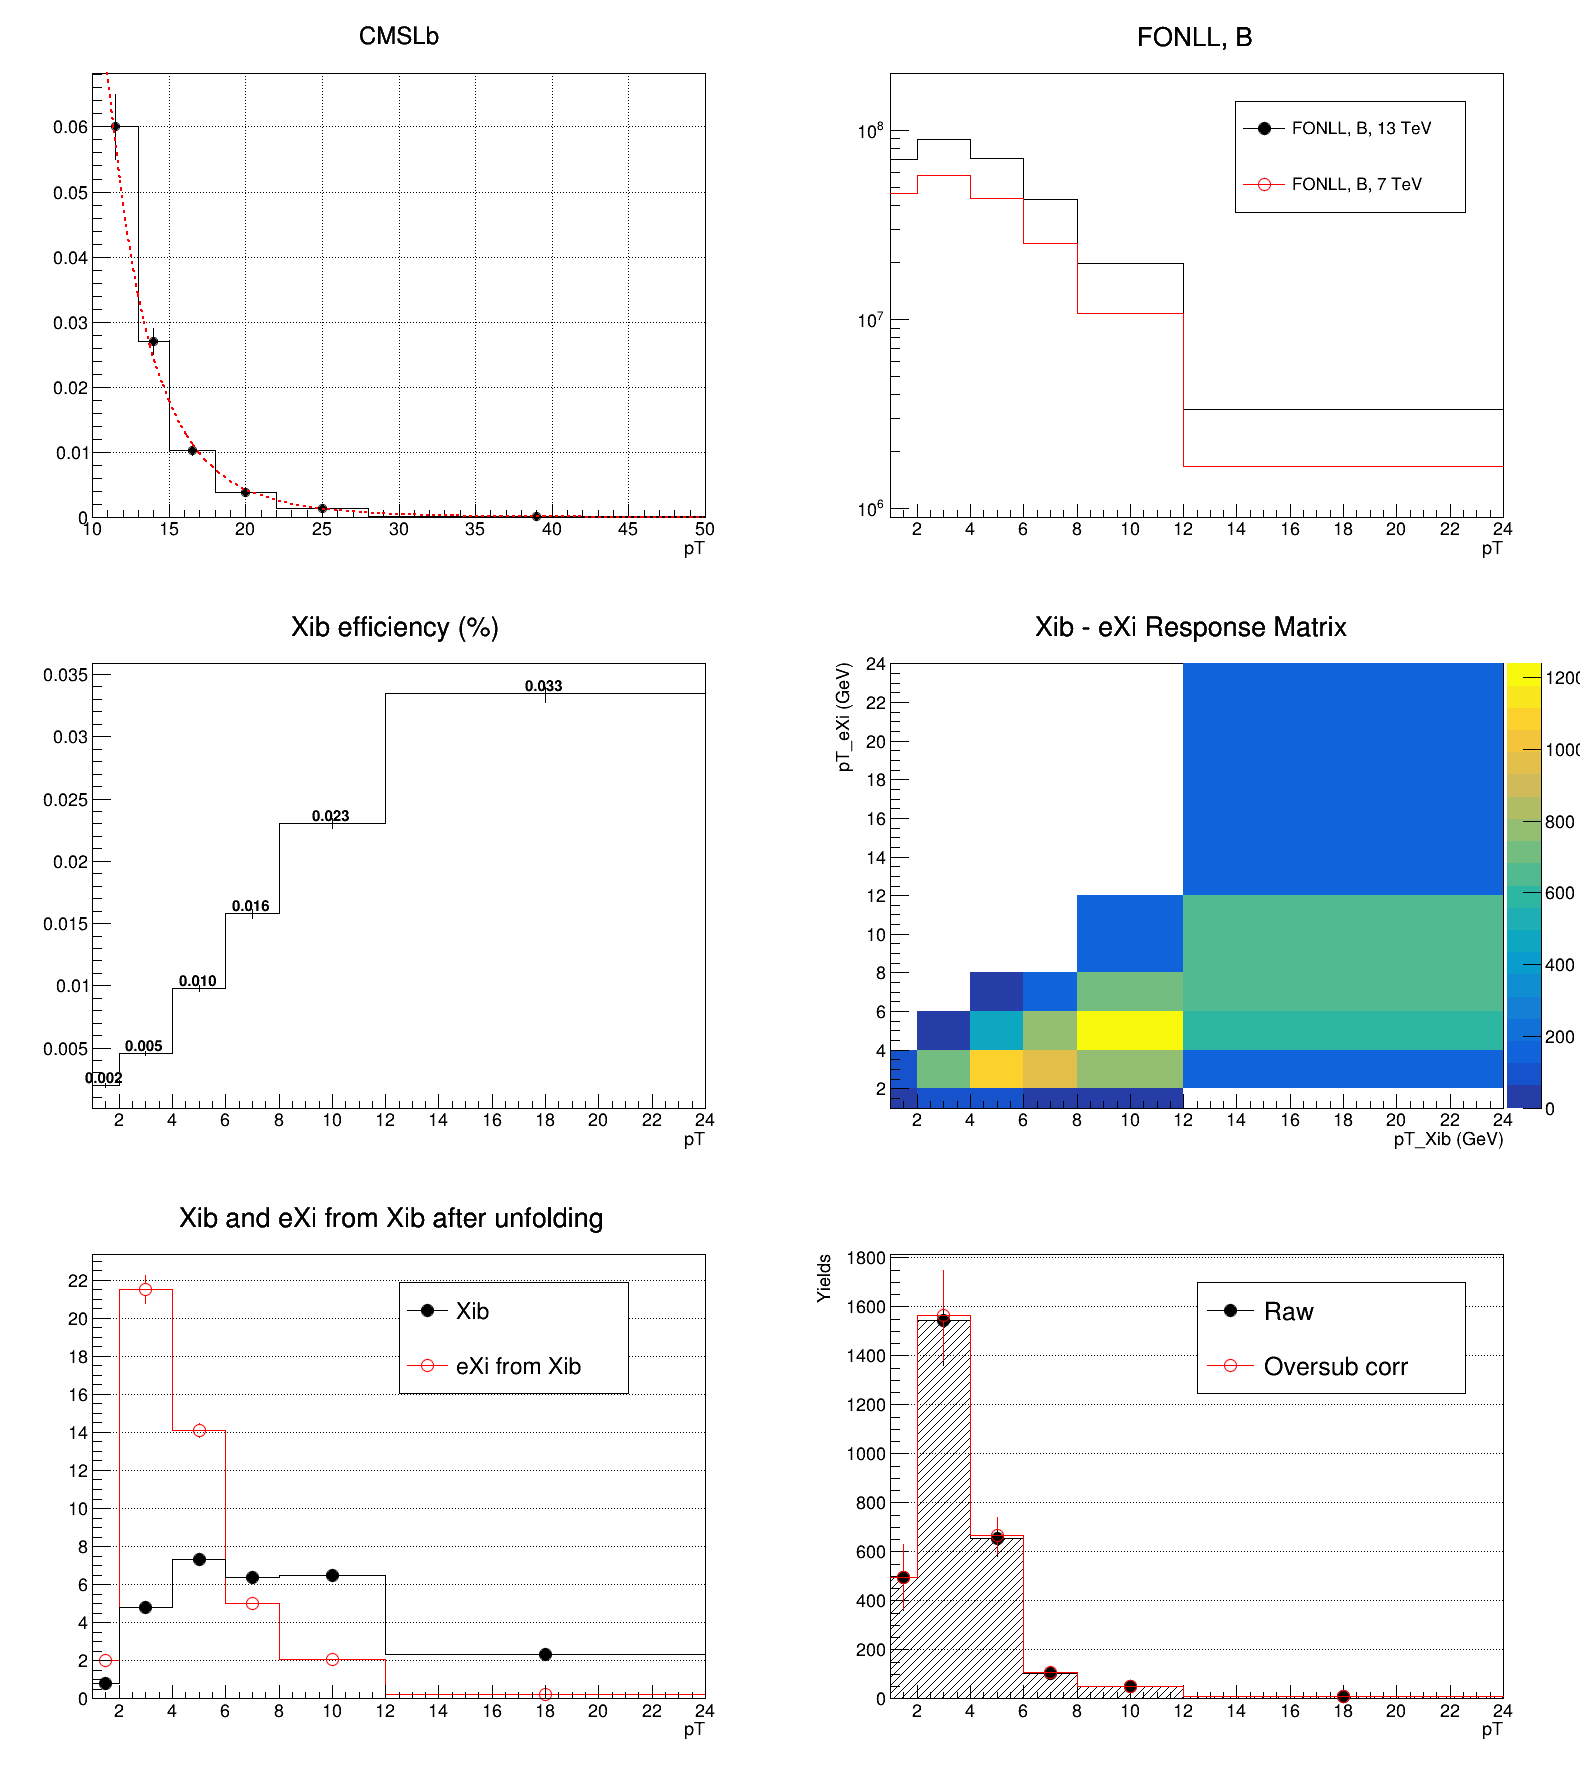 CMSLb
0.06
0.05
0.04
0.03
0.02
0.01
0
10 15 20 25 30 35 40 45 50
pT
FONLL, B
FONLL, B, 13 TeV
FONLL, B, 7 TeV
10^8
10^7
10^6
2 4 6 8 10 12 14 16 18 20 22 24
pT
Xib efficiency (%)
0.035
0.03
0.025
0.02
0.015
0.01
0.005
0.002
0.005
0.010
0.016
0.023
0.033
2 4 6 8 10 12 14 16 18 20 22 24
pT
Xib - eXi Response Matrix
pT_eXi (GeV)
24
22
20
18
16
14
12
10
8
6
4
2
2 4 6 8 10 12 14 16 18 20 22 24
pT_Xib (GeV)
1200
1000
800
600
400
200
0
Xib and eXi from Xib after unfolding
Xib
eXi from Xib
22
20
18
16
14
12
10
8
6
4
2
0
2 4 6 8 10 12 14 16 18 20 22 24
pT
Yields
Raw
Oversub corr
1800
1600
1400
1200
1000
800
600
400
200
0
2 4 6 8 10 12 14 16 18 20 22 24
pT